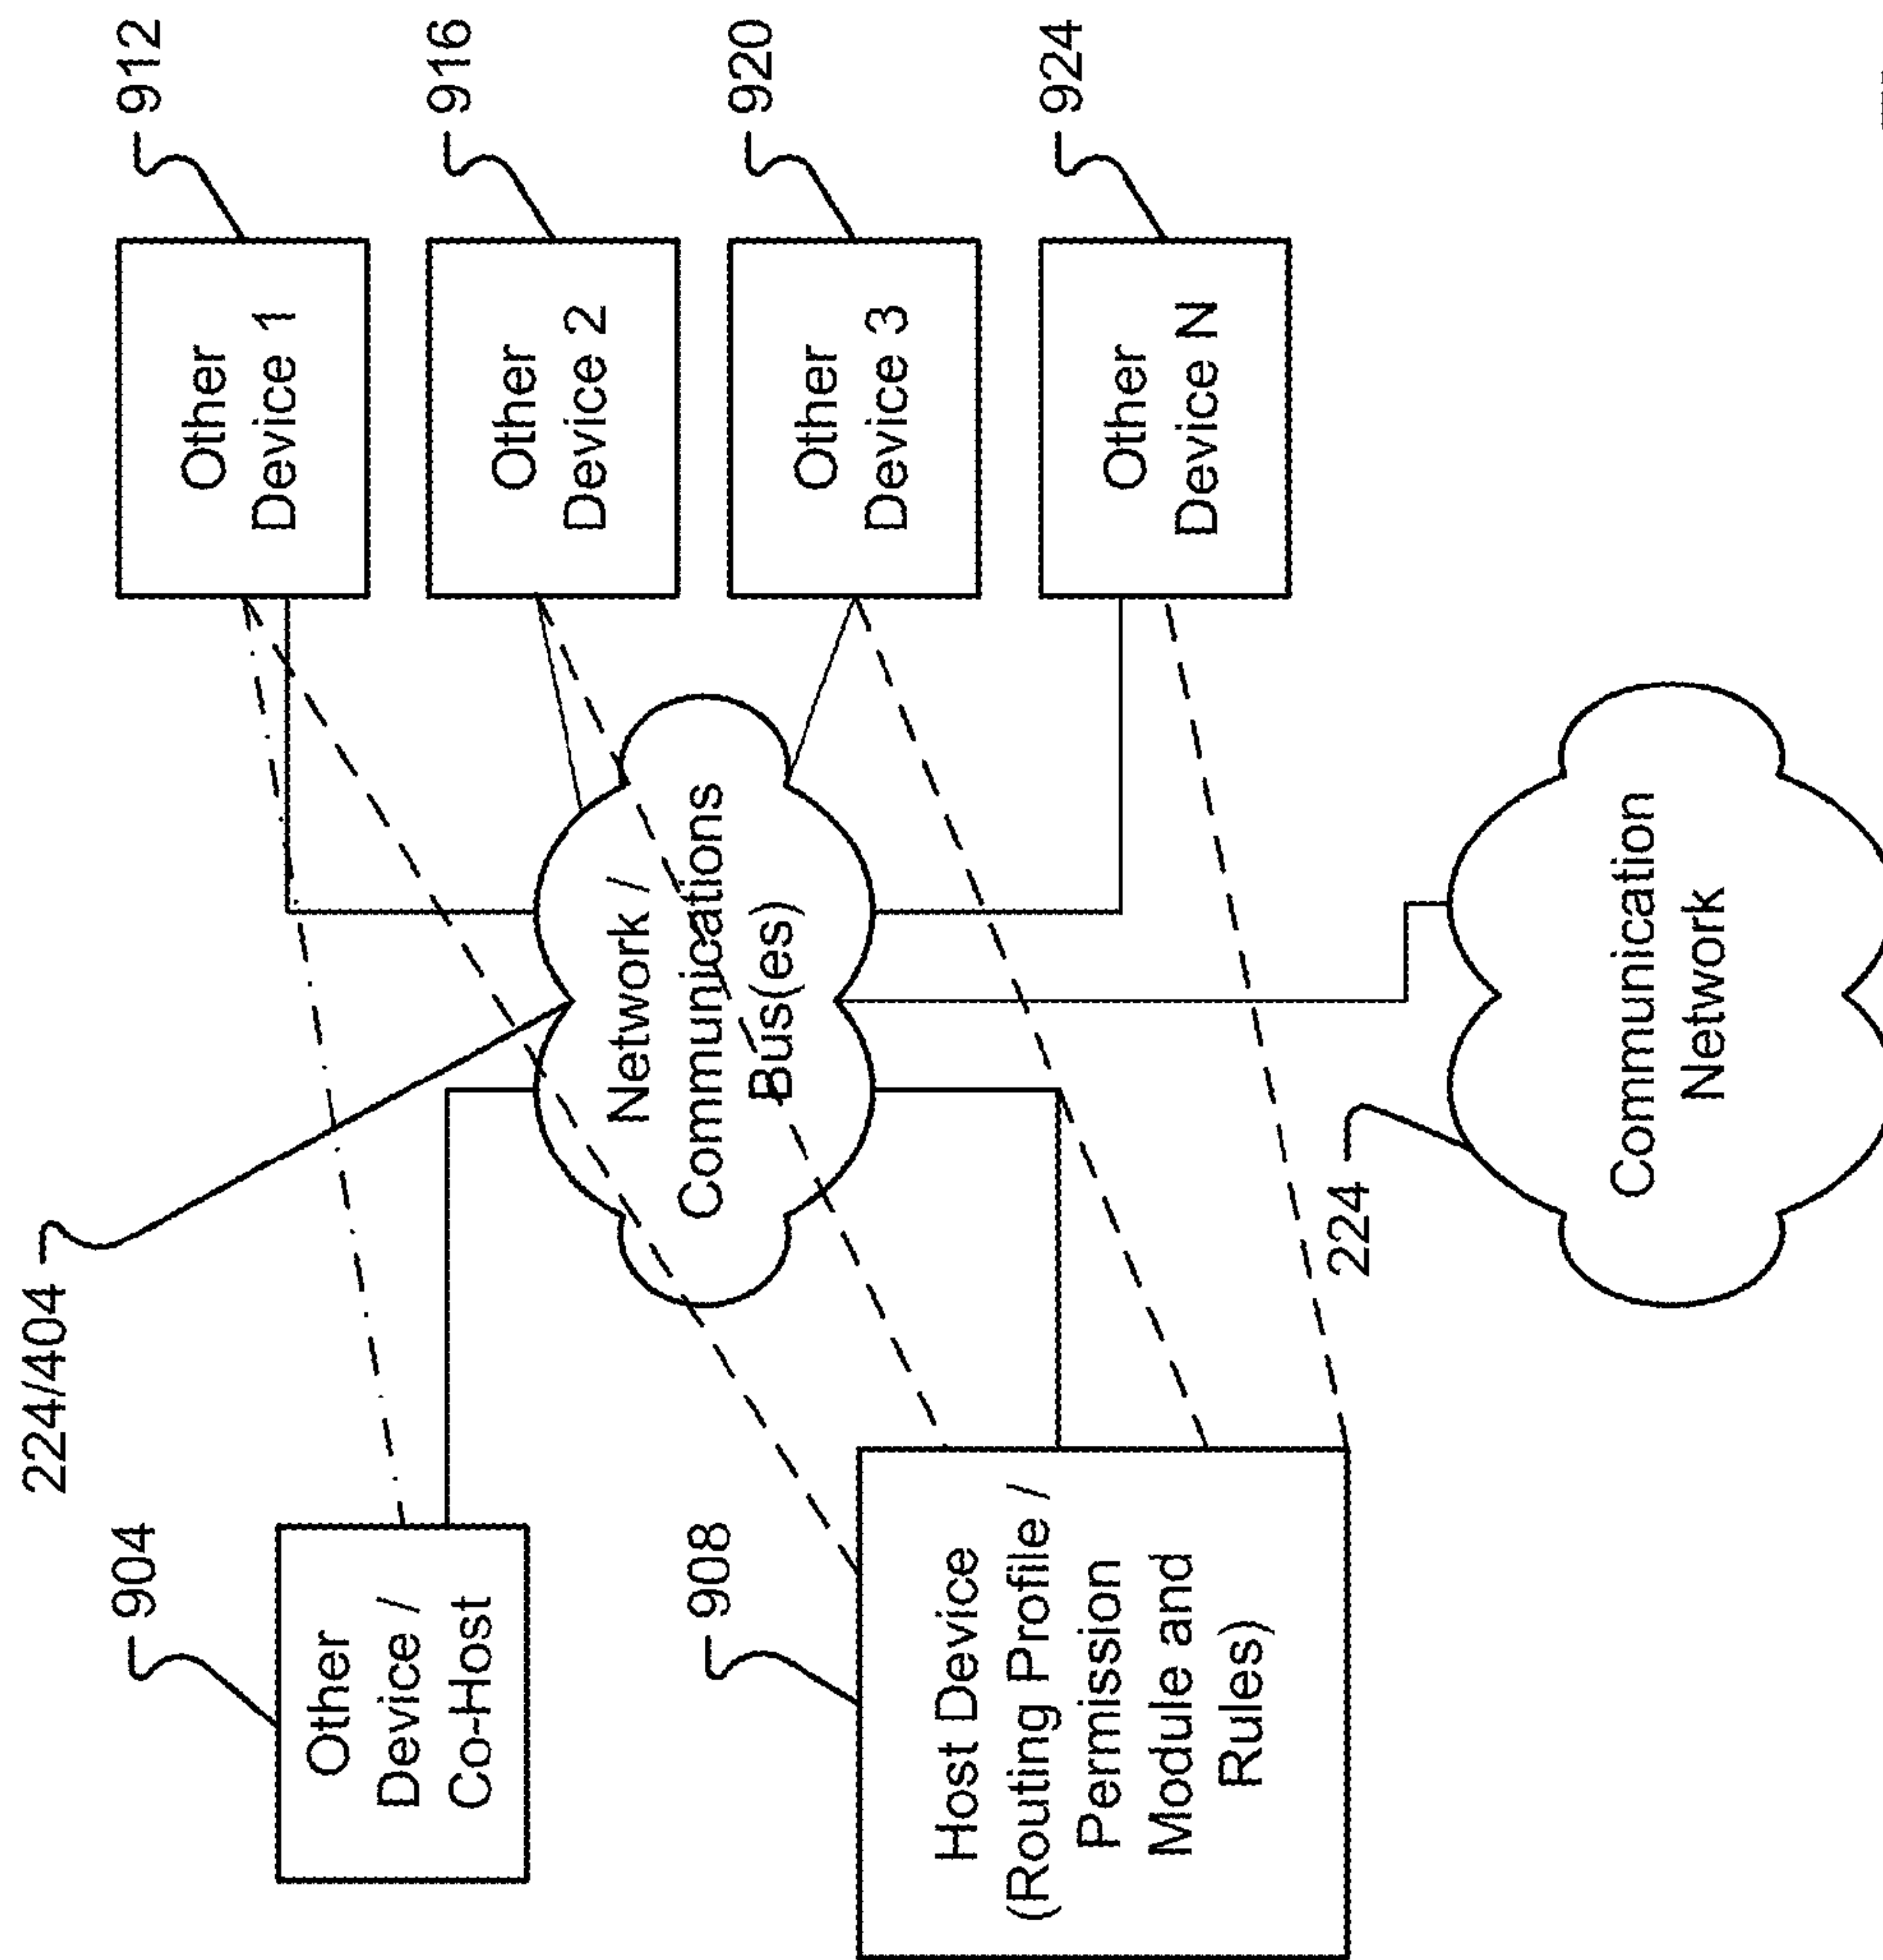 224/404
904
912
Other
Device /
Co-Host
Other
Device 1
916
Other
Device 2
Network /
Communications
Bus(es)
908
920
Host Device
(Routing Profile /
Permission
Module and
Rules)
Other
Device 3
924
Other
Device N
224
Communication
Network